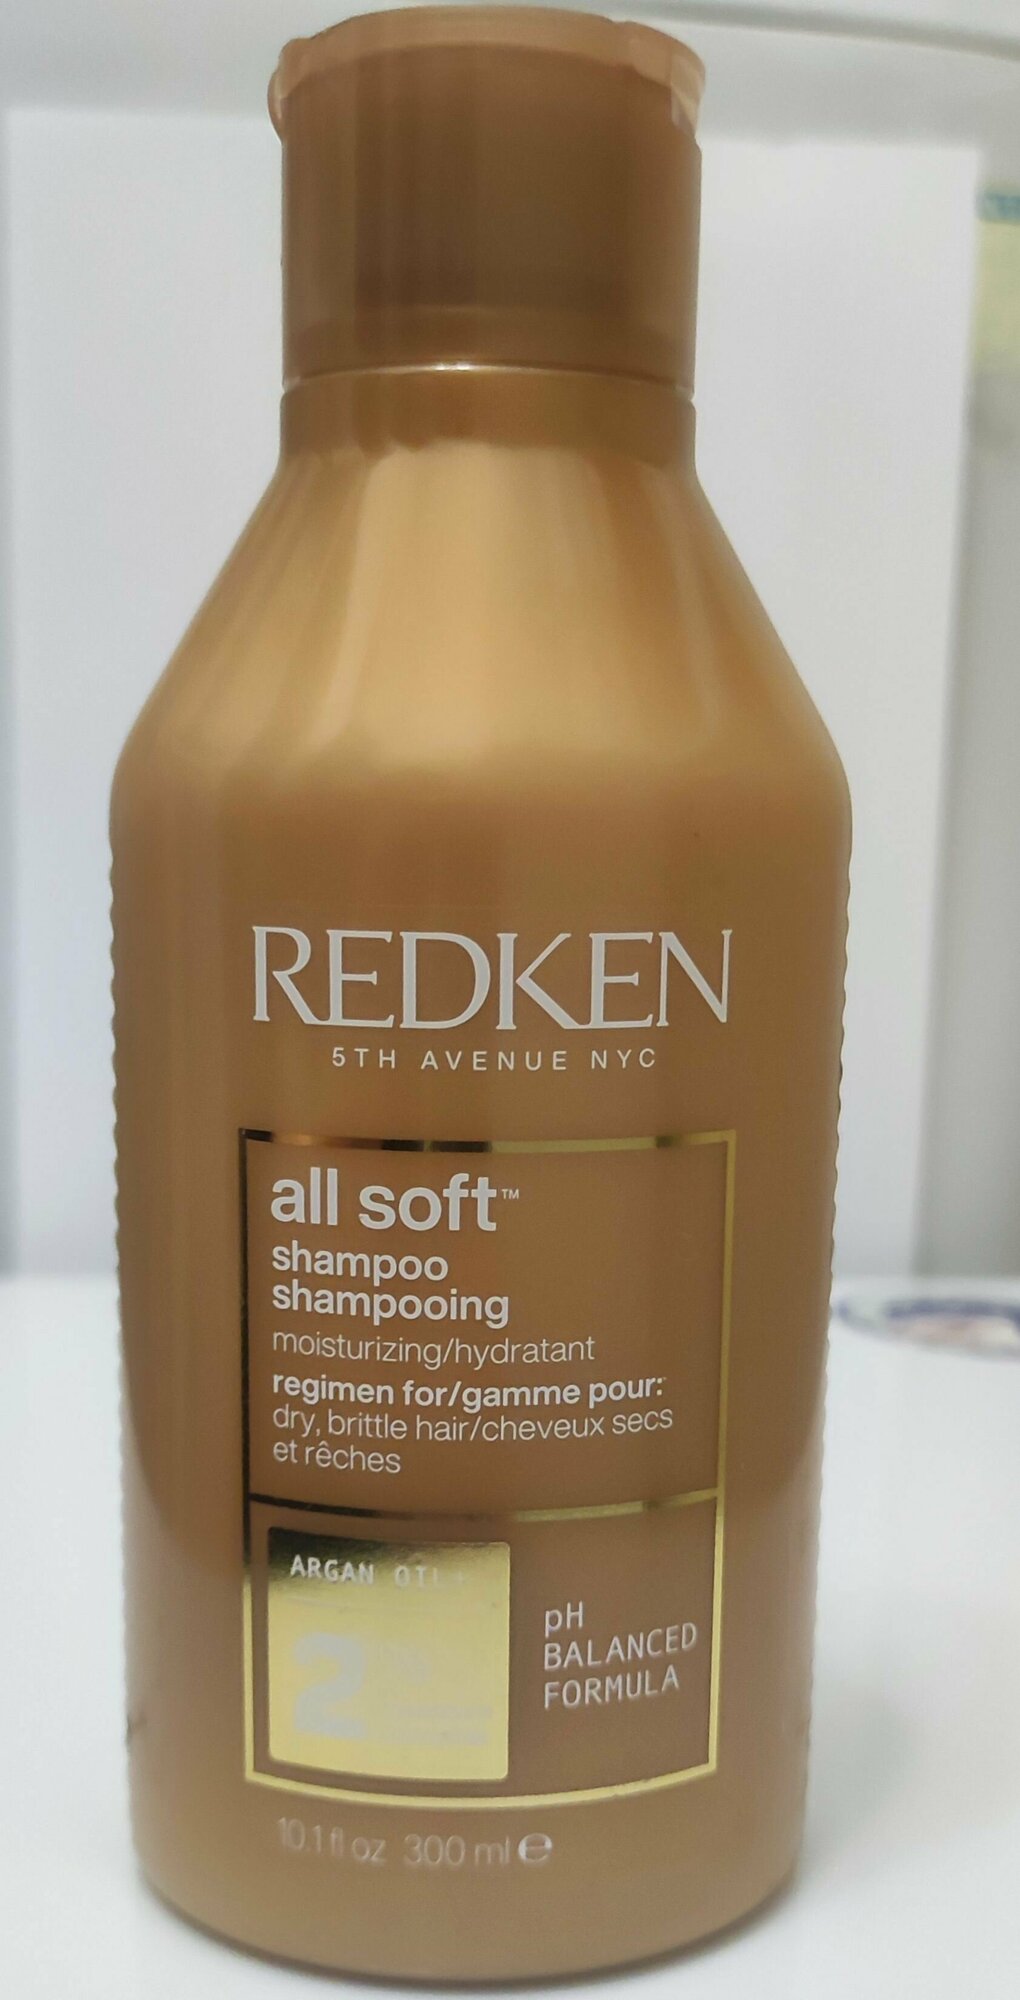 REDKEN
5TH AVENUE NYC
all soft™
shampoo
shampooing
moisturizing/hydratant
regimen for/gamme pour:
dry, brittle hair/cheveux secs
et rêches
ARGAN OIL+
2
pH
BALANCED
FORMULA
10.1 fl oz 300 ml ℮